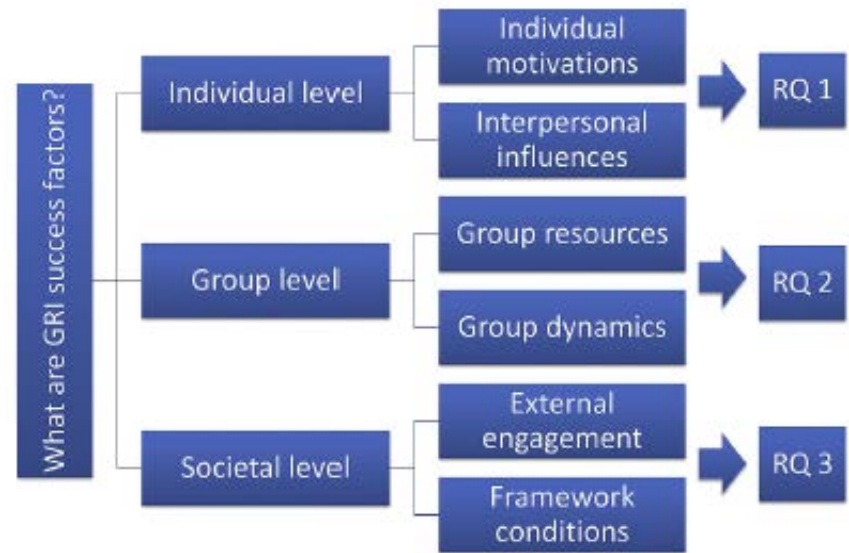 What are GRI success factors?
Individual level
Individual
motivations
Interpersonal
influences
RQ 1
Group level
Group resources
Group dynamics
RQ 2
Societal level
External
engagement
Framework
conditions
RQ 3